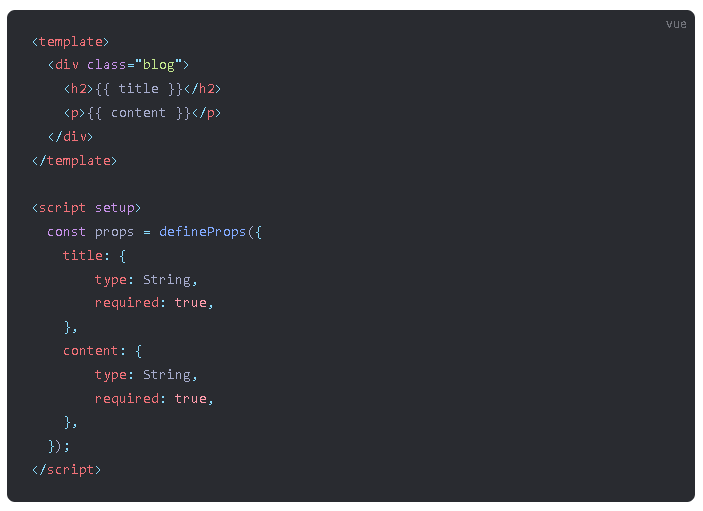 vue
<template>
  <div class="blog">
    <h2>{{ title }}</h2>
    <p>{{ content }}</p>
  </div>
</template>

<script setup>
  const props = defineProps({
    title: {
        type: String,
        required: true,
    },
    content: {
        type: String,
        required: true,
    },
  });
</script>